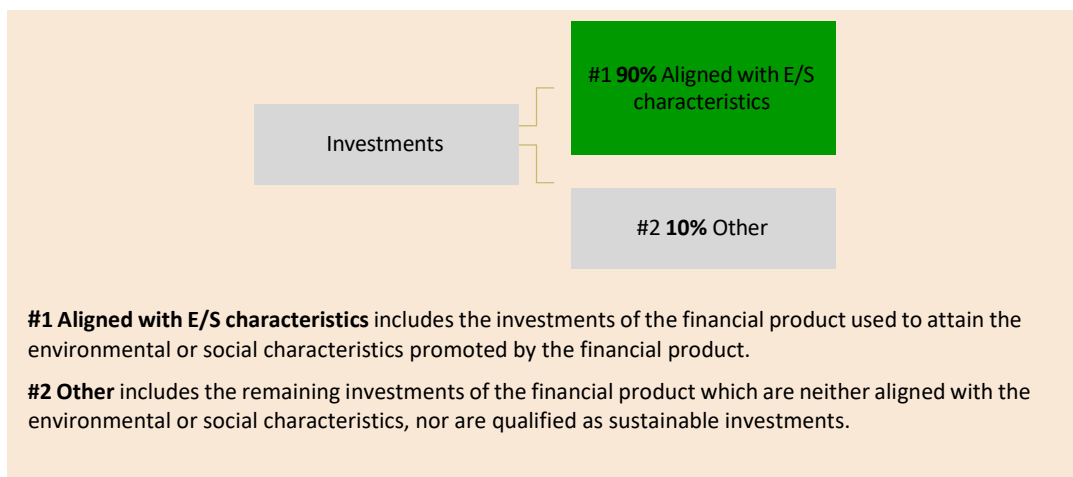 #1 90% Aligned with E/S
characteristics
Investments
#2 10% Other
#1 Aligned with E/S characteristics includes the investments of the financial product used to attain the
environmental or social characteristics promoted by the financial product.
#2 Other includes the remaining investments of the financial product which are neither aligned with the
environmental or social characteristics, nor are qualified as sustainable investments.